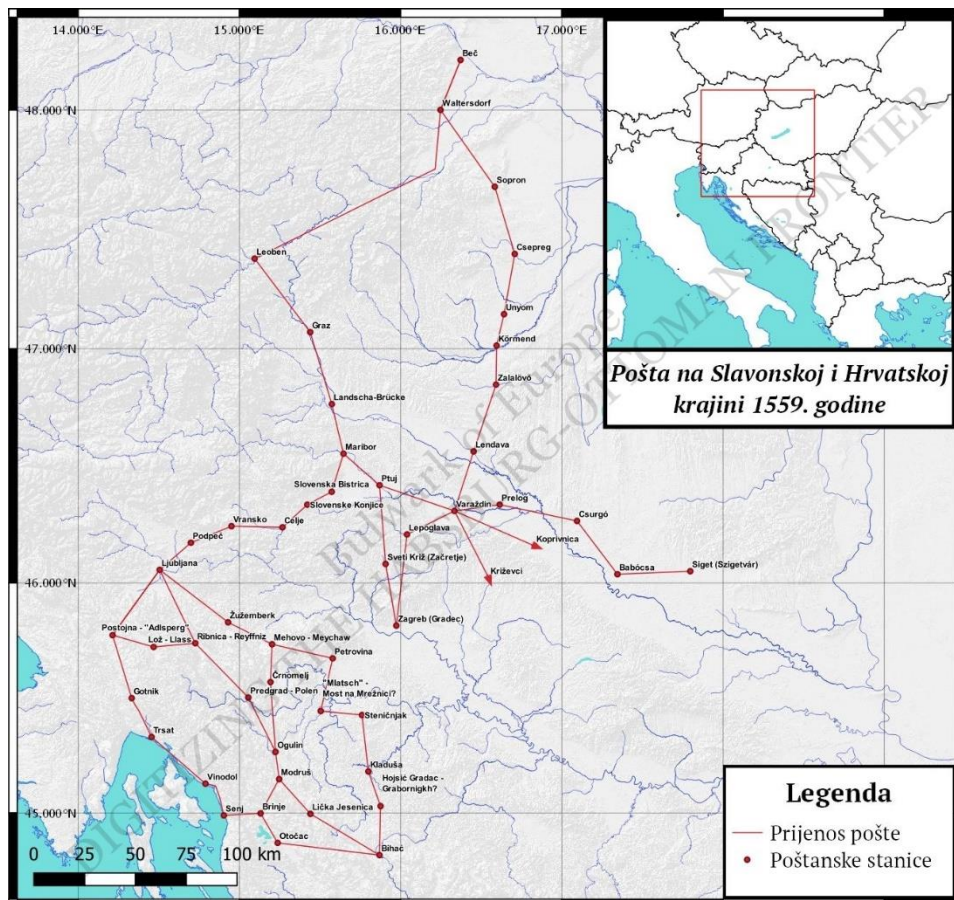 14.000°E
15.000°E
16.000°E
17.000°E
48.000°N
47.000°N
46.000°N
45.000°N
Beč
Waltersdorf
Sopron
Csepreg
Leoben
Unyom
Graz
Körmend
Zalalövő
Landscha-Brücke
Maribor
Lendava
Ptuj
Slovenska Bistrica
Slovenske Konjice
Varaždin
Prelog
Csurgó
Vransko
Celje
Podpeč
Lepoglava
Koprivnica
Ljubljana
Sveti Križ (Začretje)
Križevci
Babócsa
Siget (Szigetvár)
Zagreb (Gradec)
Žužemberk
Postojna - "Adlsperg"
Lož - Llass
Ribnica - Reyffniz
Mehovo - Meychaw
Petrovina
Črnomelj
"Mlatsch" -
Most na Mrežnici?
Gotnik
Predgrad - Polen
Steničnjak
Trsat
Ogulin
Kladuša
Modruš
Hojsić Gradac -
Grabornigkh?
Vinodol
Senj
Brinje
Lička Jesenica
Otočac
Bihać
0 25 50 75 100 km
Pošta na Slavonskoj i Hrvatskoj
krajini 1559. godine
Legenda
Prijenos pošte
Poštanske stanice
Bulwark of Europe
DIGITIZING THE HABSBURG-OTTOMAN FRONTIER